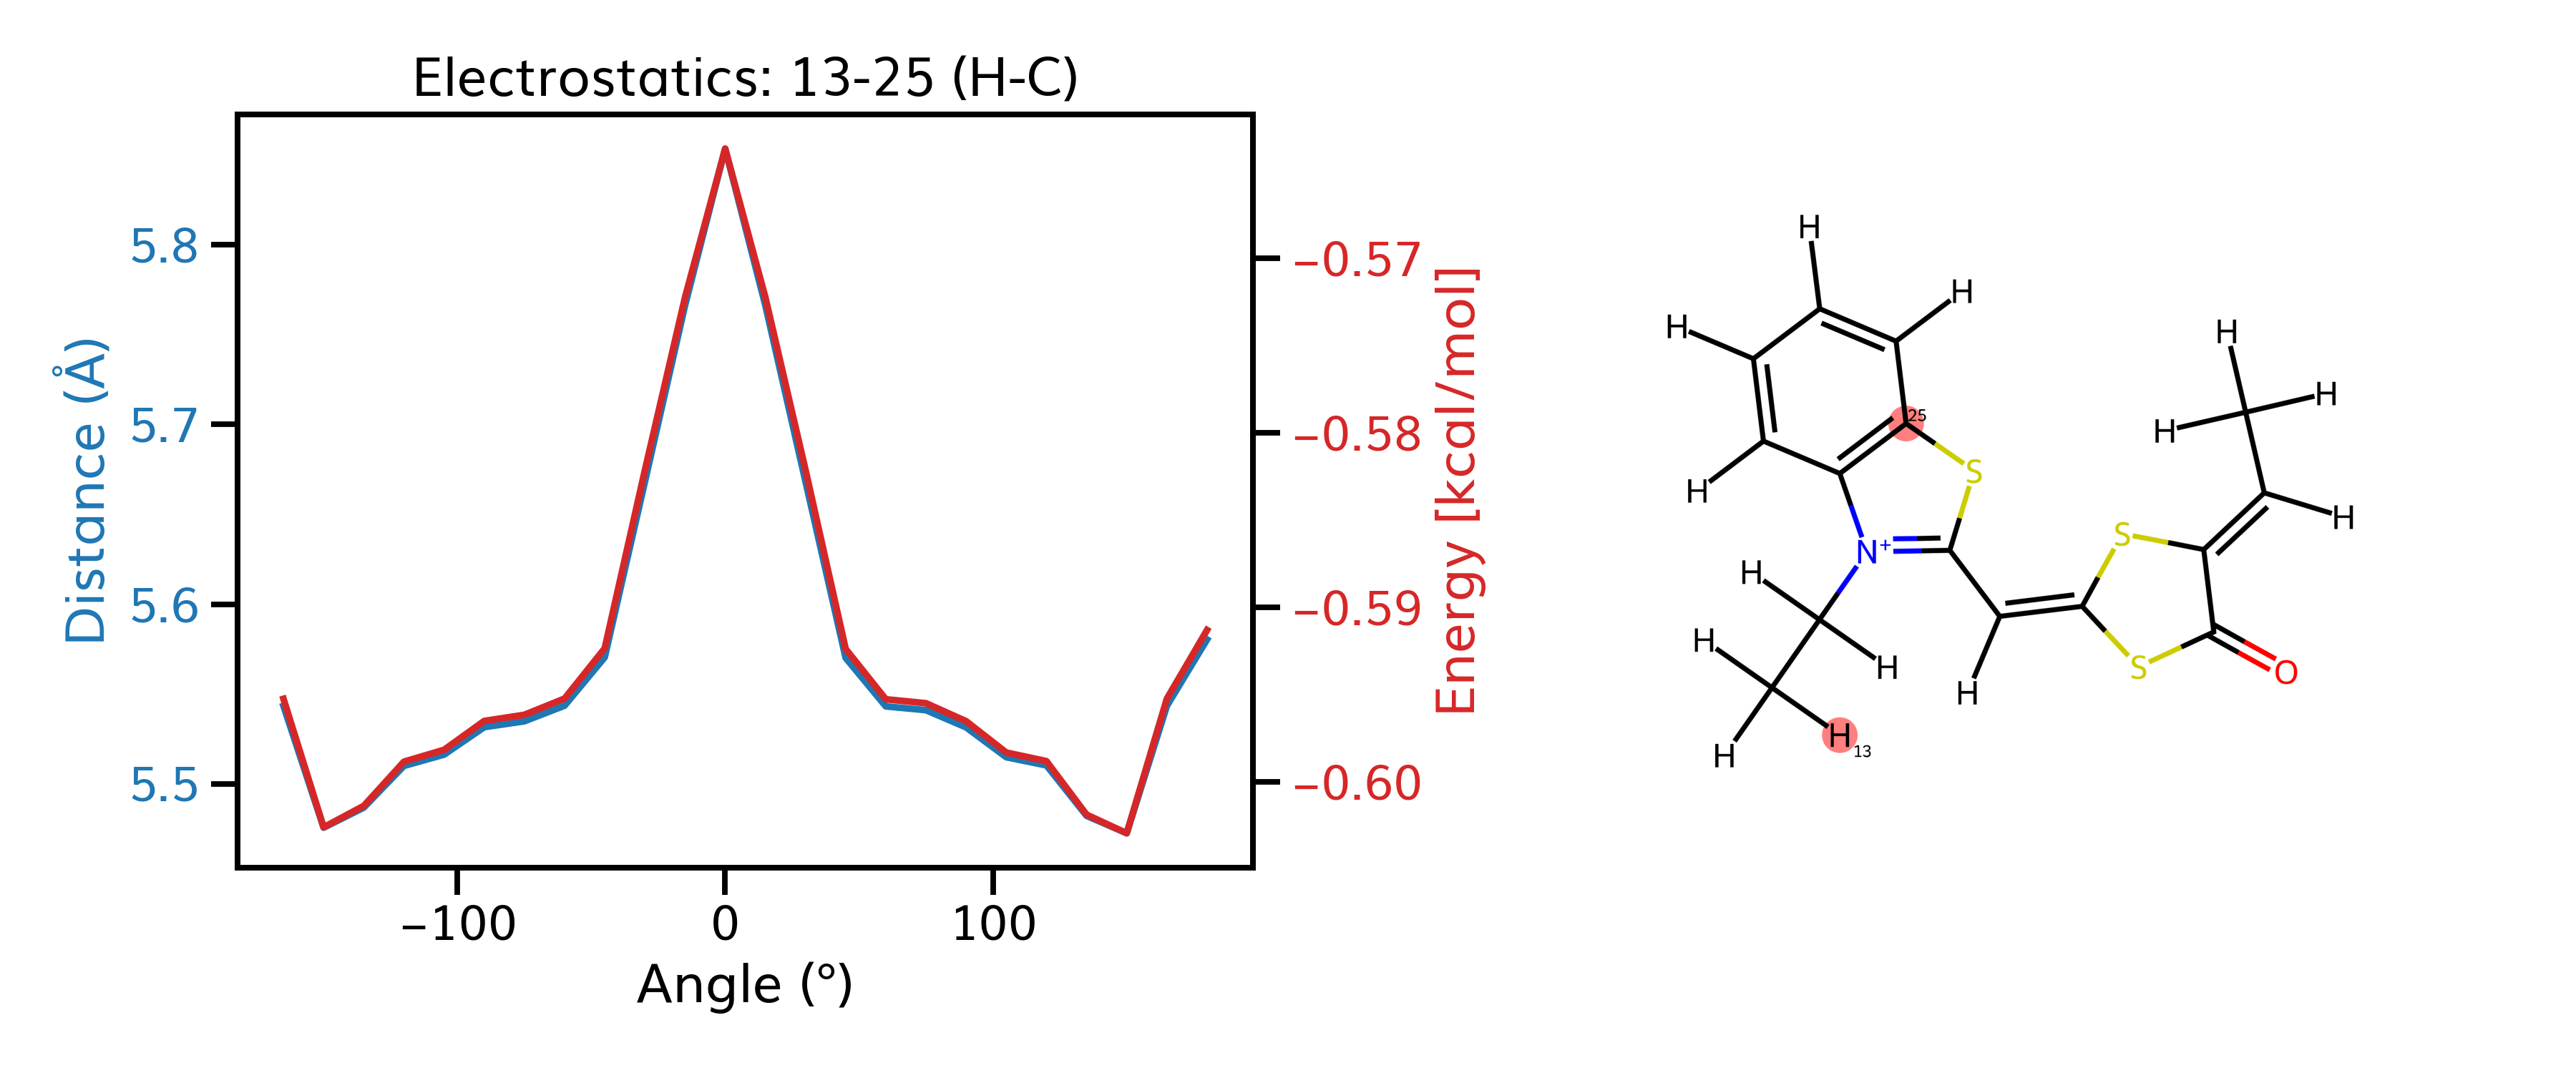 Electrostatics: 13-25 (H-C)
Distance (Å)
5.8
5.7
5.6
5.5
−0.57
−0.58
−0.59
−0.60
Energy [kcal/mol]
−100
0
100
Angle (°)
H
H
H
H
H
H
25
H
S
H
S
H
N+
H
H
H
S
O
H
H
H
13